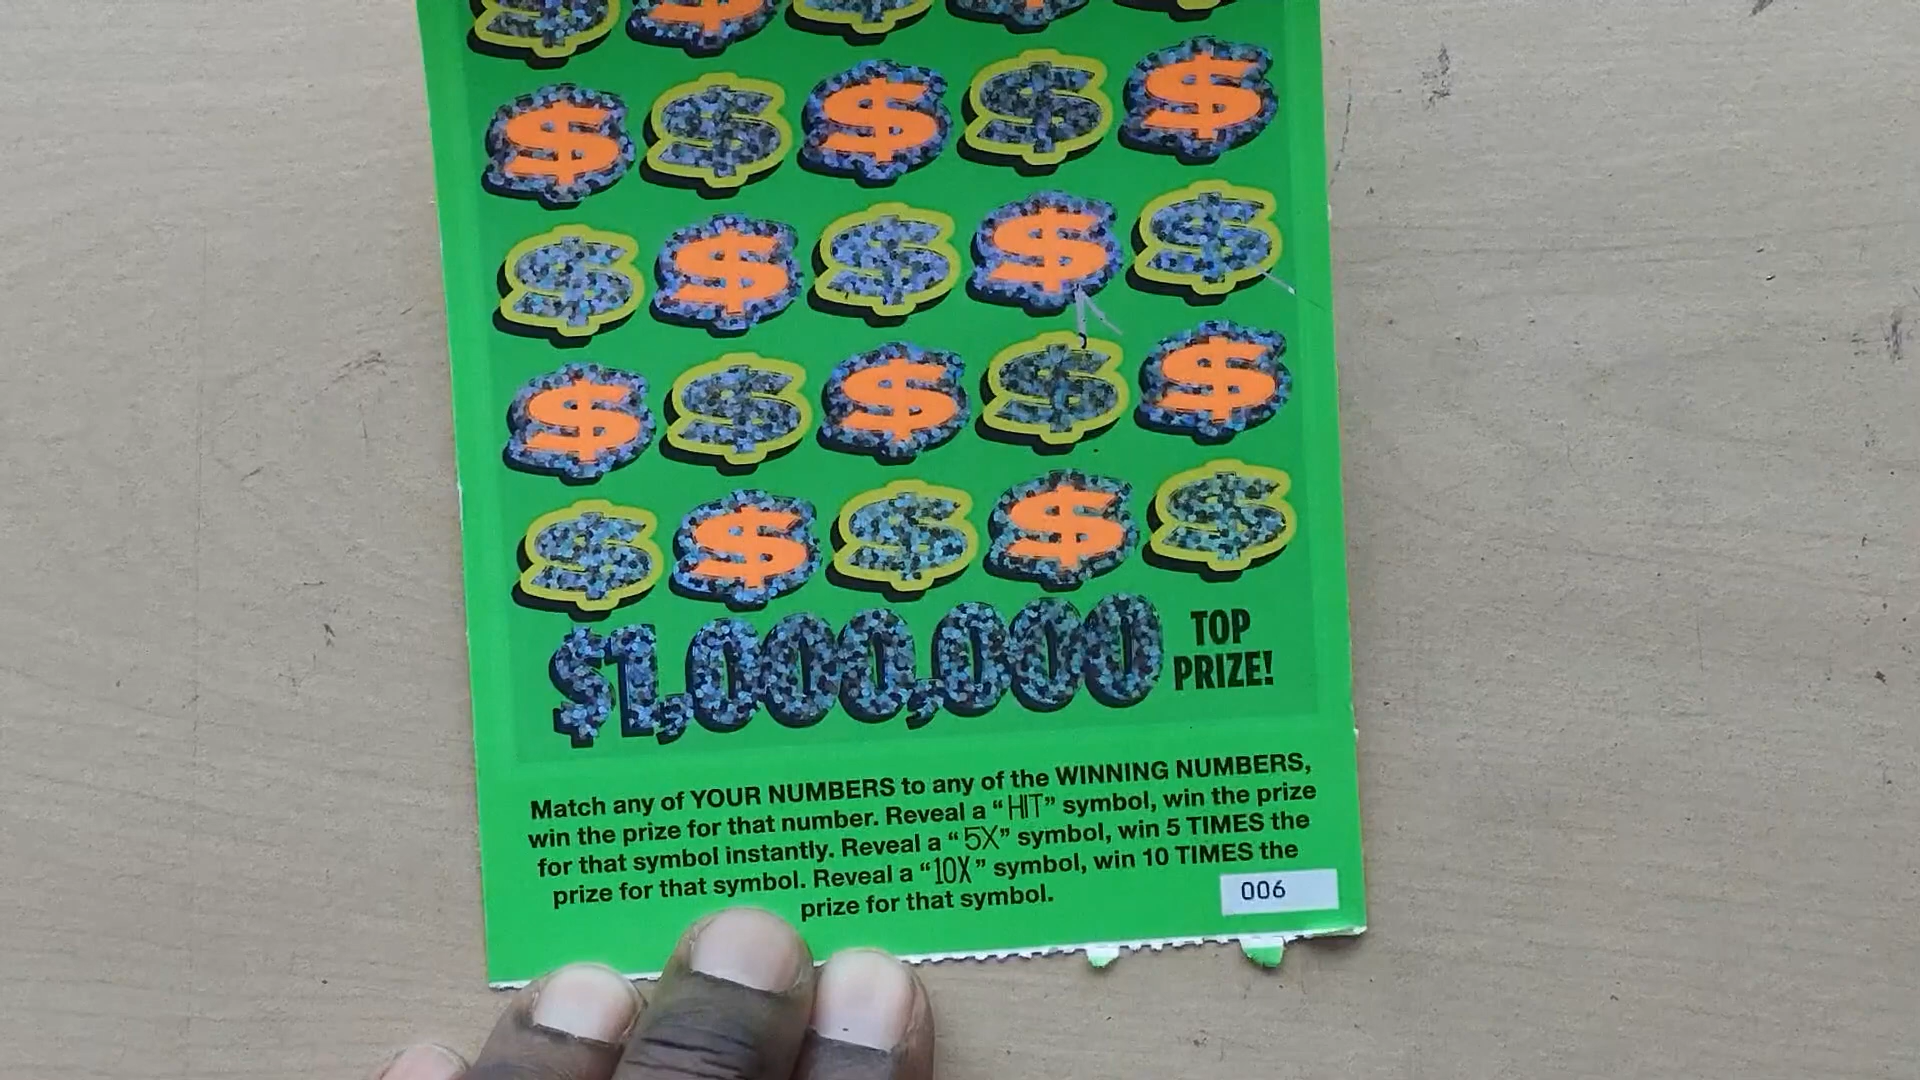 $ $ $ $ $
$ $ $ $ $
$ $ $ $ $
$ $ $ $ $
$ $ $ $ $
$1,000,000 TOP PRIZE!
Match any of YOUR NUMBERS to any of the WINNING NUMBERS,
win the prize for that number. Reveal a “HIT” symbol, win the prize
for that symbol instantly. Reveal a “5X” symbol, win 5 TIMES the
prize for that symbol. Reveal a “10X” symbol, win 10 TIMES the
prize for that symbol.
006